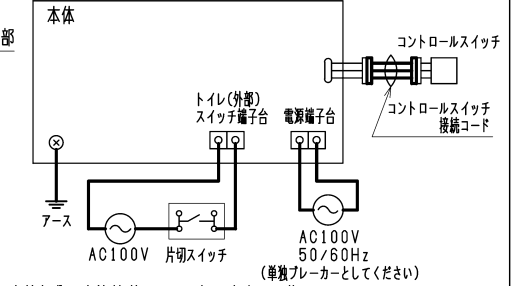 本体
部
コントロールスイッチ
トイレ(外部)
スイッチ端子台
電源端子台
コントロールスイッチ
接続コード
アース
AC100V
片切スイッチ
AC100V
50/60Hz
(単独ブレーカーとしてください)